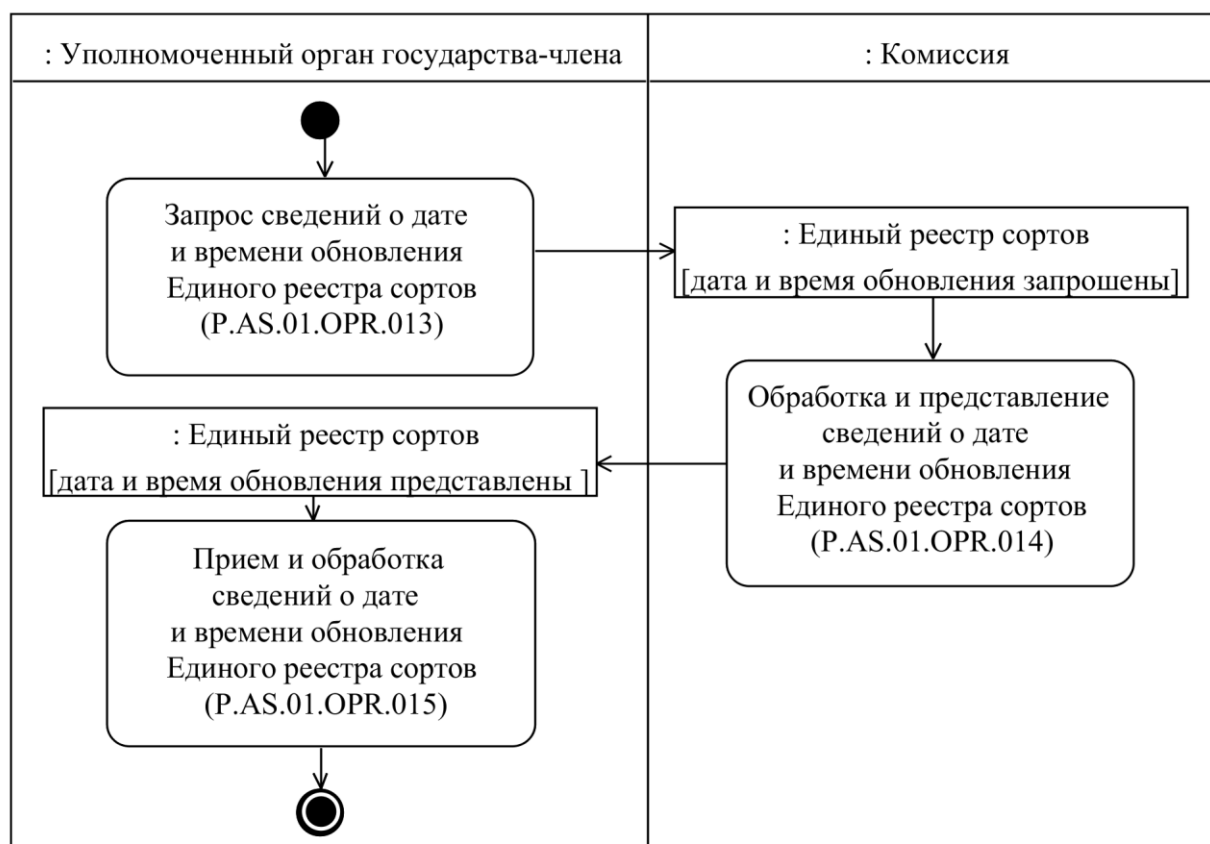 : Уполномоченный орган государства-члена
: Комиссия
Запрос сведений о дате
и времени обновления
Единого реестра сортов
(P.AS.01.OPR.013)
: Единый реестр сортов
[дата и время обновления запрошены]
Обработка и представление
сведений о дате
и времени обновления
Единого реестра сортов
(P.AS.01.OPR.014)
: Единый реестр сортов
[дата и время обновления представлены ]
Прием и обработка
сведений о дате
и времени обновления
Единого реестра сортов
(P.AS.01.OPR.015)